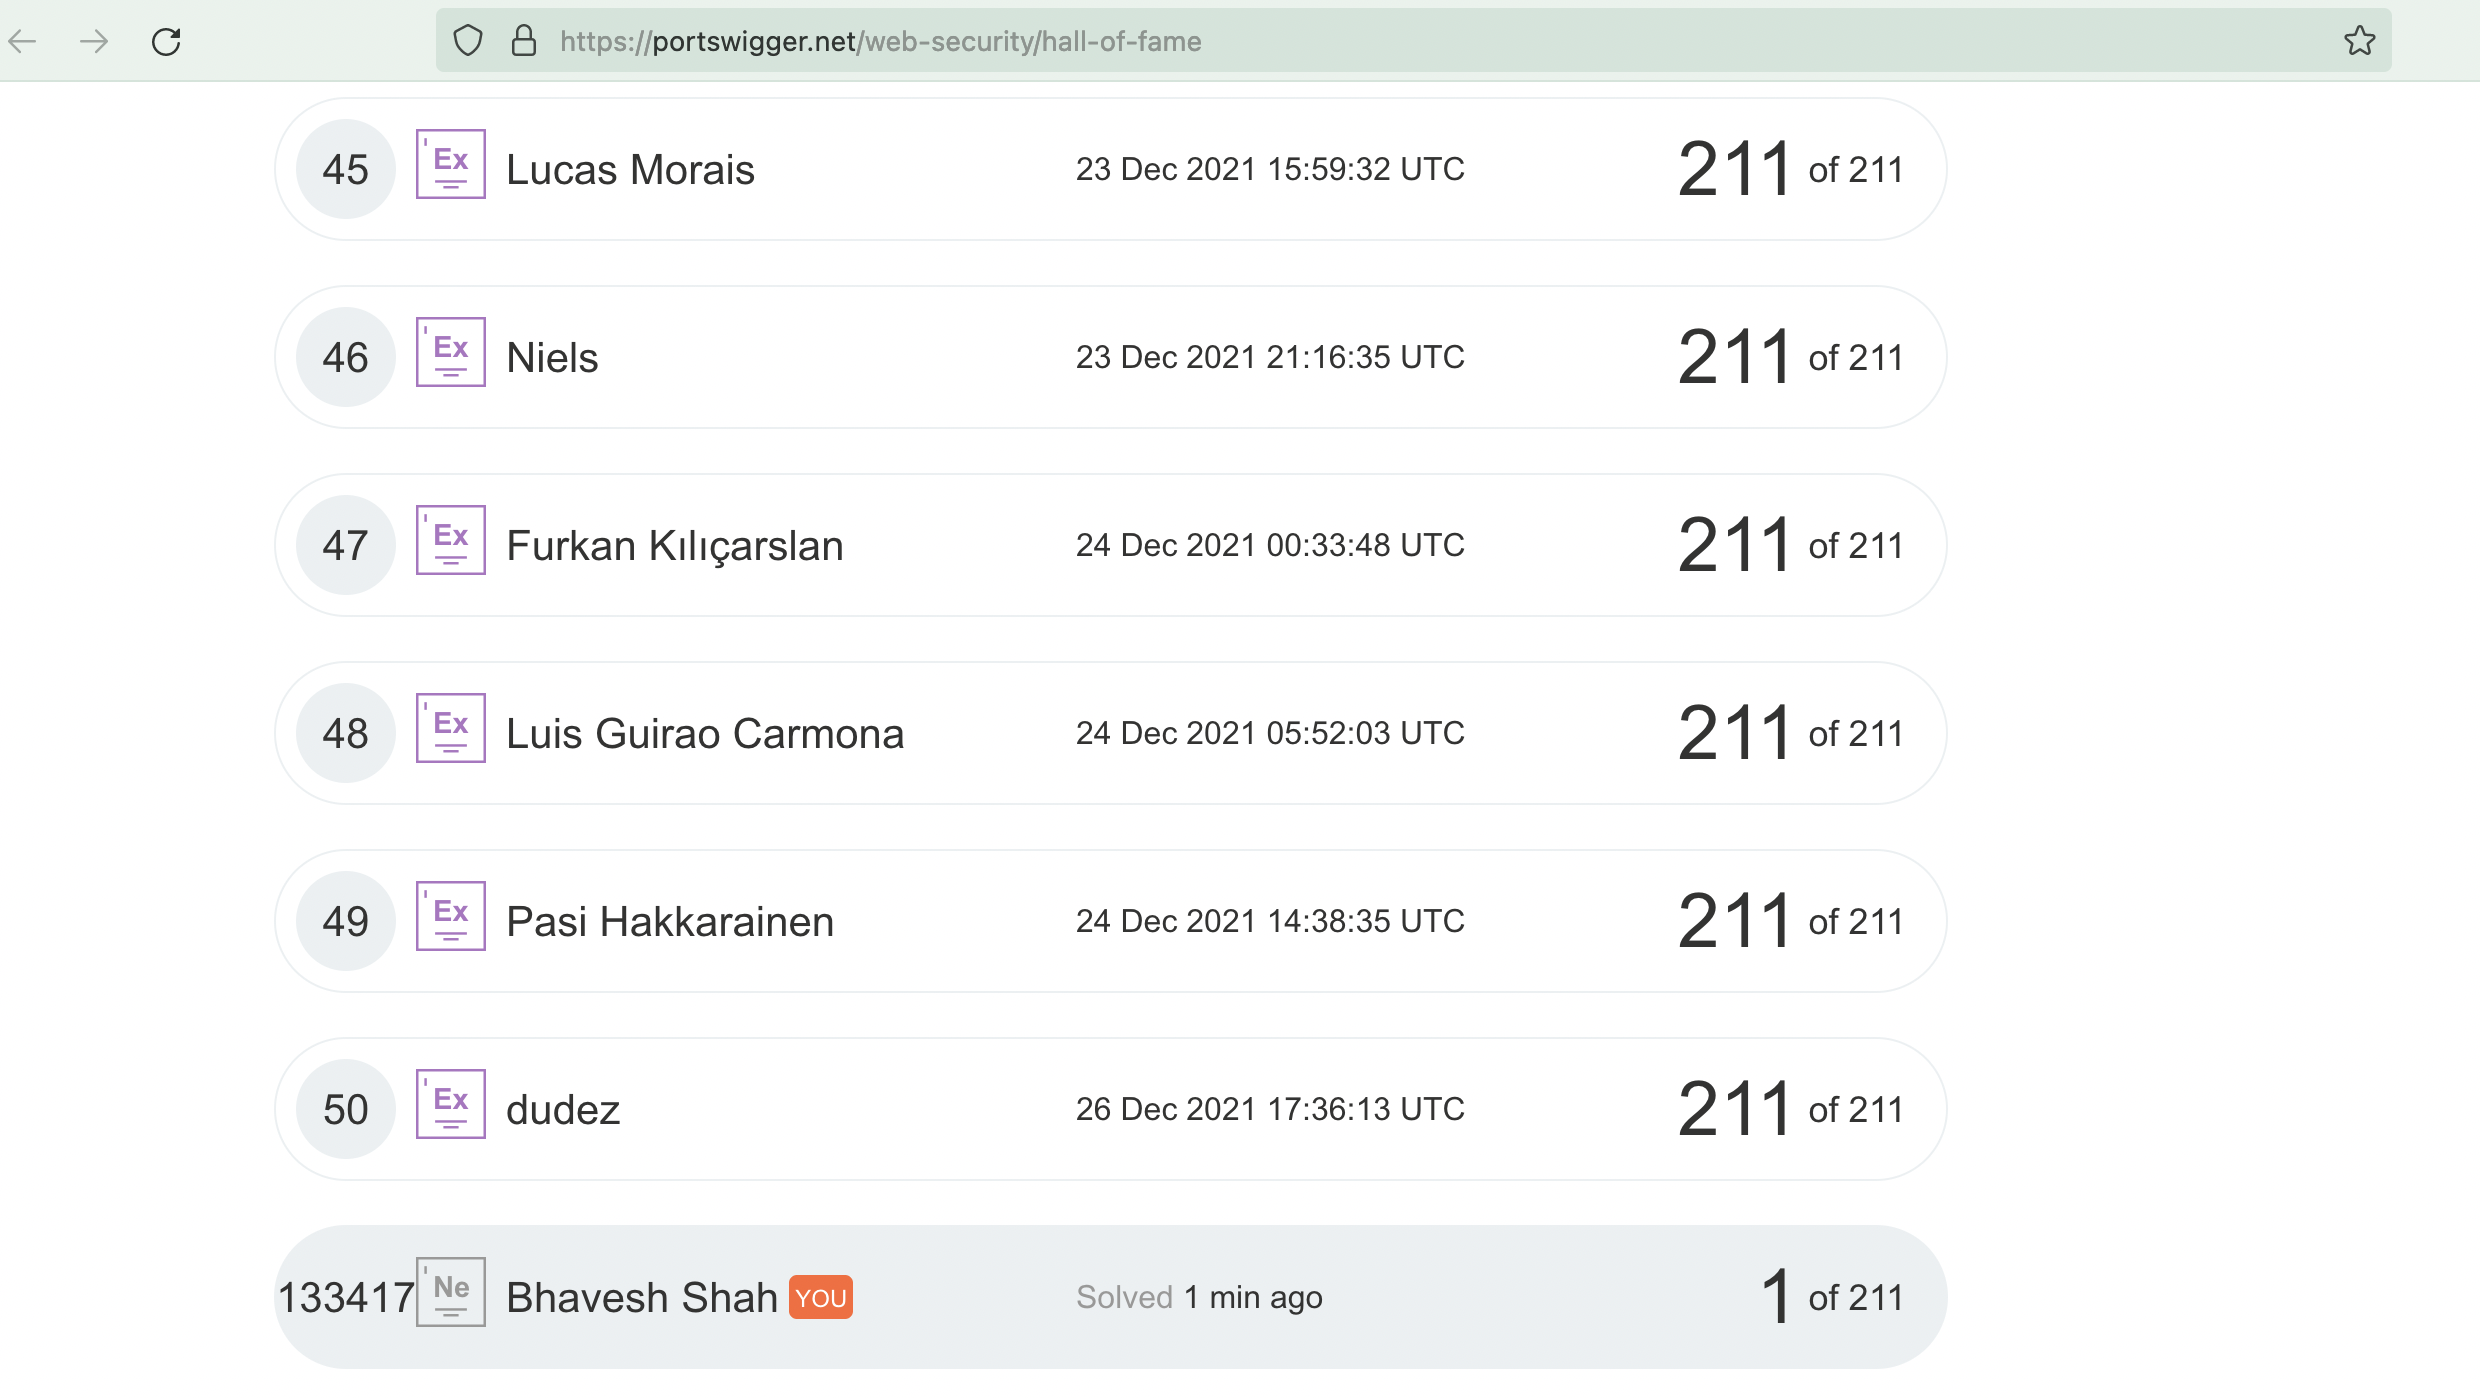 https://portswigger.net/web-security/hall-of-fame
45 Ex Lucas Morais 23 Dec 2021 15:59:32 UTC 211 of 211
46 Ex Niels 23 Dec 2021 21:16:35 UTC 211 of 211
47 Ex Furkan Kılıçarslan 24 Dec 2021 00:33:48 UTC 211 of 211
48 Ex Luis Guirao Carmona 24 Dec 2021 05:52:03 UTC 211 of 211
49 Ex Pasi Hakkarainen 24 Dec 2021 14:38:35 UTC 211 of 211
50 Ex dudez 26 Dec 2021 17:36:13 UTC 211 of 211
133417 Ne Bhavesh Shah YOU Solved 1 min ago 1 of 211